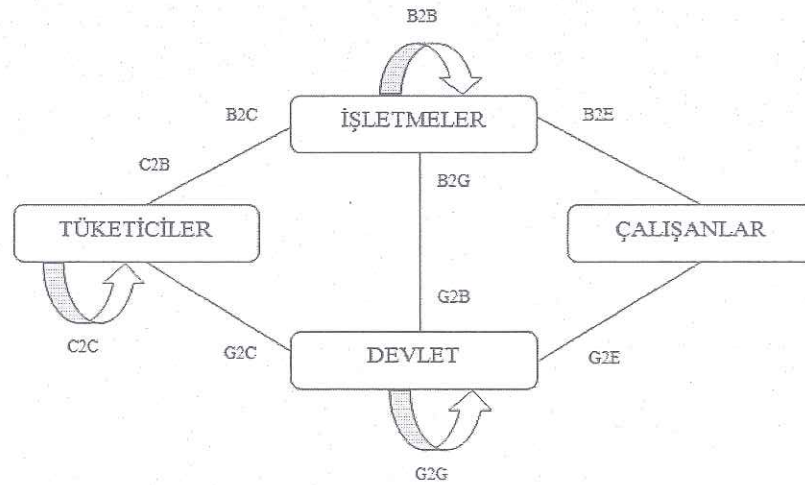 B2B
B2C
İŞLETMELER
B2E
C2B
B2G
TÜKETİCİLER
ÇALIŞANLAR
G2B
C2C
G2C
DEVLET
G2E
G2G